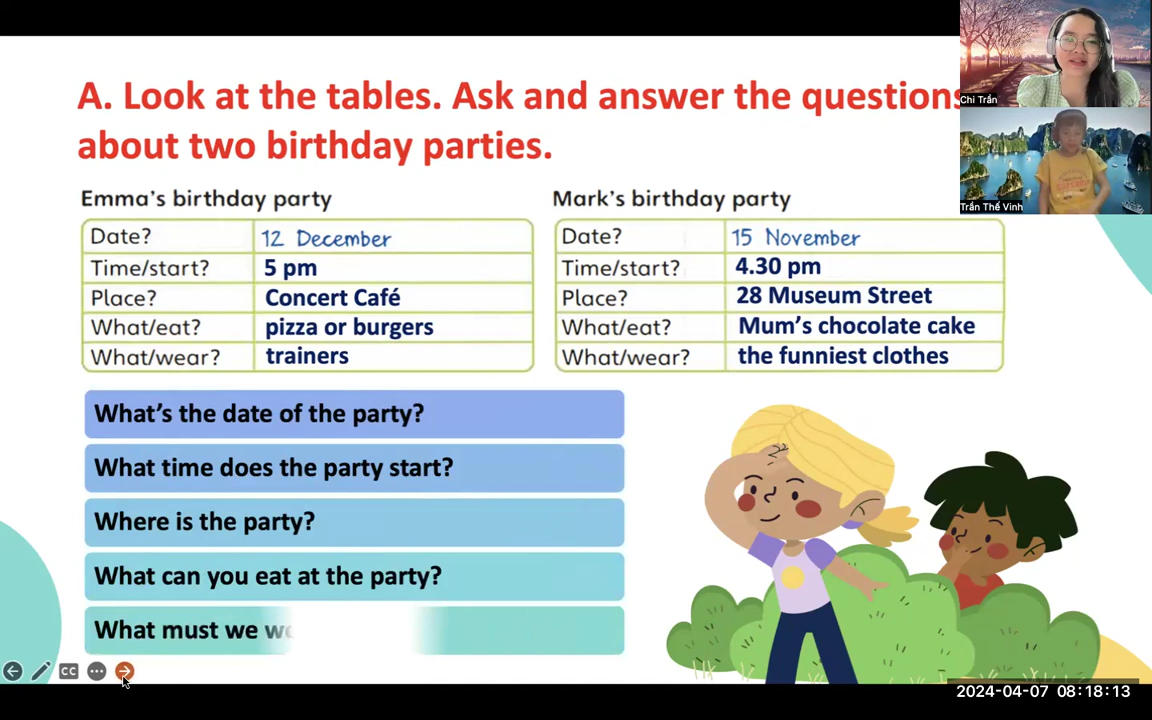 A. Look at the tables. Ask and answer the questions
about two birthday parties.
Emma's birthday party
Date? 12 December
Time/start? 5 pm
Place? Concert Café
What/eat? pizza or burgers
What/wear? trainers
Mark's birthday party
Date? 15 November
Time/start? 4.30 pm
Place? 28 Museum Street
What/eat? Mum's chocolate cake
What/wear? the funniest clothes
What's the date of the party?
What time does the party start?
Where is the party?
What can you eat at the party?
What must we
CC
Chi Trần
Trần Thế Vinh
2024-04-07 08:18:13